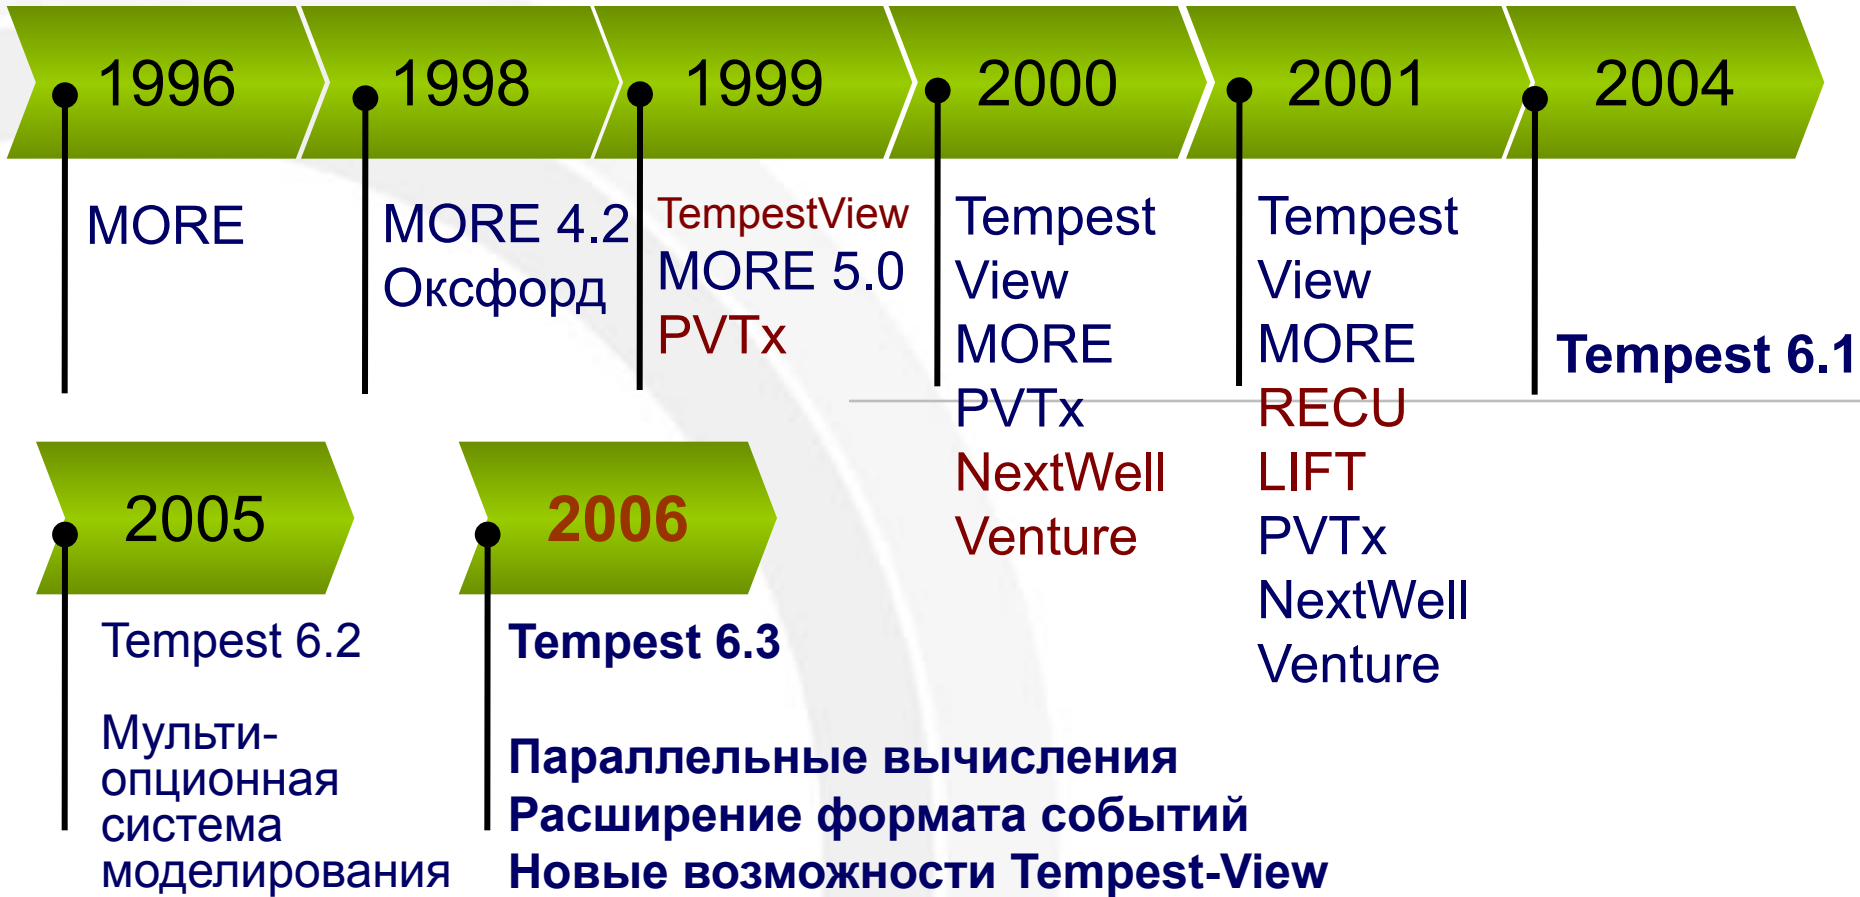 1996
1998
1999
2000
2001
2004
MORE
MORE 4.2
Оксфорд
TempestView
MORE 5.0
PVTx
Tempest
View
MORE
PVTx
NextWell
Venture
Tempest
View
MORE
RECU
LIFT
PVTx
NextWell
Venture
Tempest 6.1
2005
2006
Tempest 6.2
Мульти-
опционная
система
моделирования
Tempest 6.3
Параллельные вычисления
Расширение формата событий
Новые возможности Tempest-View